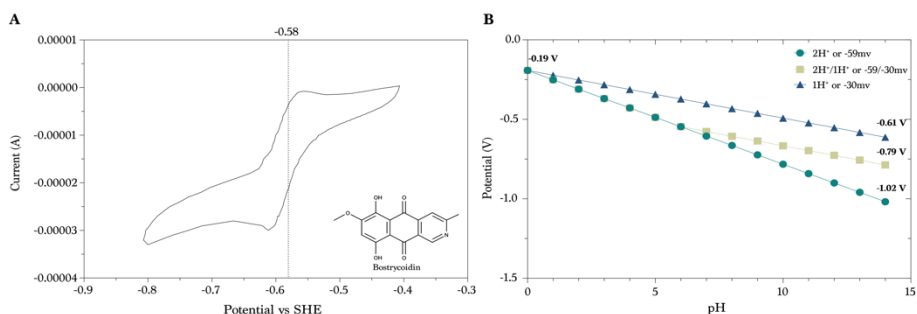 A
-0.58
0.00001
0.00000
-0.00001
-0.00002
-0.00003
-0.00004
Current (A)
-0.9
-0.8
-0.7
-0.6
-0.5
-0.4
-0.3
Potential vs SHE
OH
O
O
N
O
OH
O
Bostrycoidin
B
0.0
-0.5
-1.0
-1.5
Potential (V)
0
5
10
15
pH
-0.19 V
2H⁺ or -59mv
2H⁺/1H⁺ or -59/-30mv
1H⁺ or -30mv
-0.61 V
-0.79 V
-1.02 V